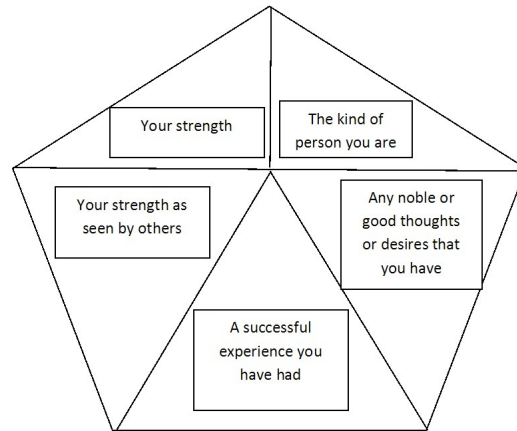 Your strength
The kind of
person you are
Your strength as
seen by others
Any noble or
good thoughts
or desires that
you have
A successful
experience you
have had